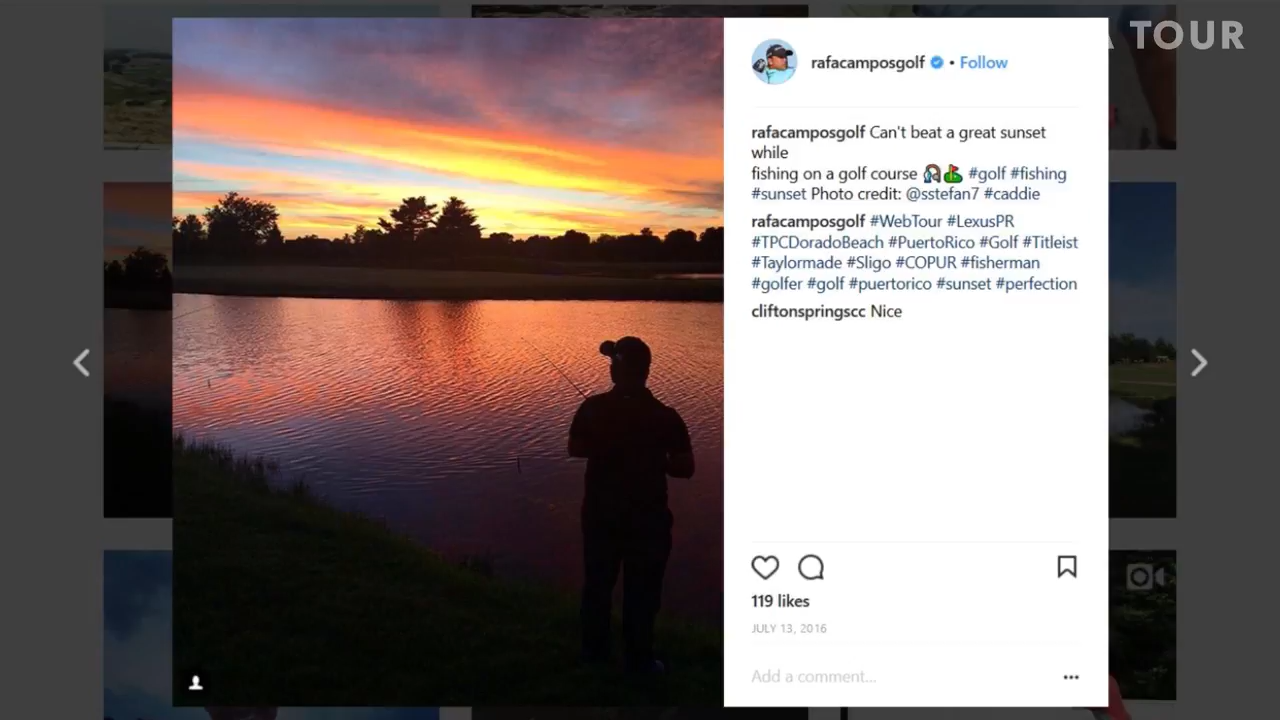 A TOUR
rafacamposgolf • Follow
rafacamposgolf Can't beat a great sunset
while
fishing on a golf course 🎣⛳ #golf #fishing
#sunset Photo credit: @sstefan7 #caddie
rafacamposgolf #WebTour #LexusPR
#TPCDoradoBeach #PuertoRico #Golf #Titleist
#Taylormade #Sligo #COPUR #fisherman
#golfer #golf #puertorico #sunset #perfection
cliftonspringscc Nice
119 likes
JULY 13, 2016
Add a comment...